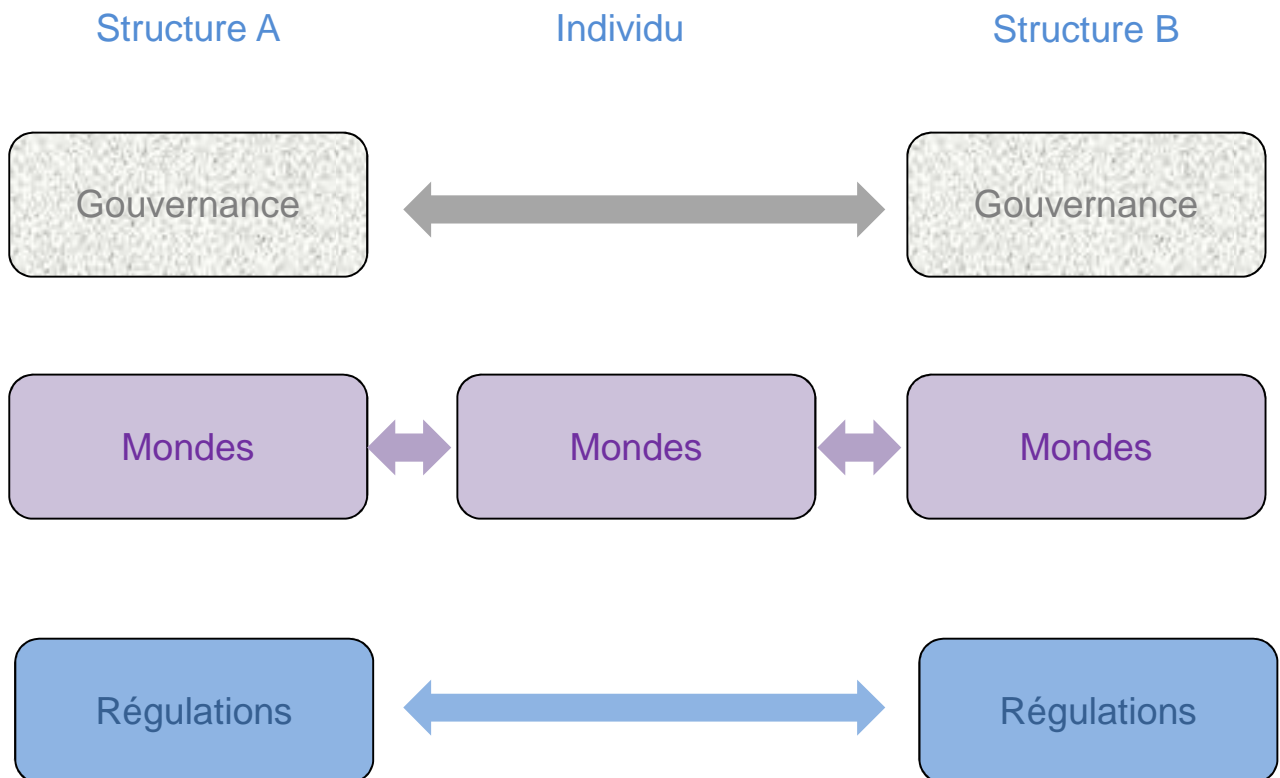 Structure A
Individu
Structure B
Gouvernance
Gouvernance
Mondes
Mondes
Mondes
Régulations
Régulations